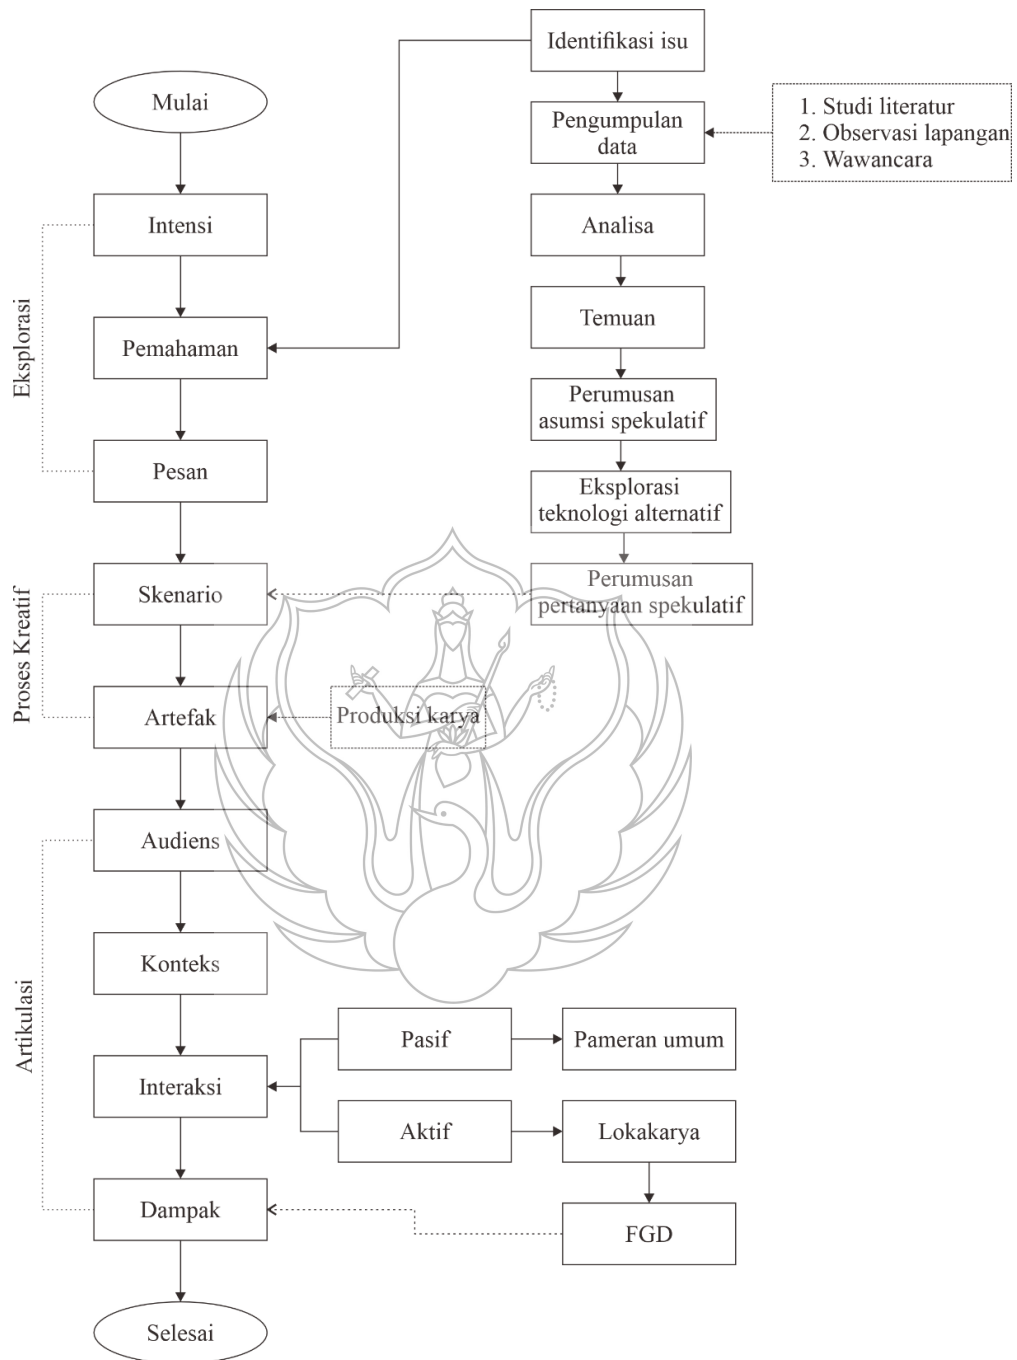 Identifikasi isu
Mulai
Pengumpulan
data
1. Studi literatur
2. Observasi lapangan
3. Wawancara
Intensi
Analisa
Eksplorasi
Pemahaman
Temuan
Perumusan
asumsi spekulatif
Pesan
Eksplorasi
teknologi alternatif
Skenario
Perumusan
pertanyaan spekulatif
Proses Kreatif
Artefak
Produksi karya
Audiens
Konteks
Artikulasi
Pasif
Pameran umum
Interaksi
Aktif
Lokakarya
Dampak
FGD
Selesai